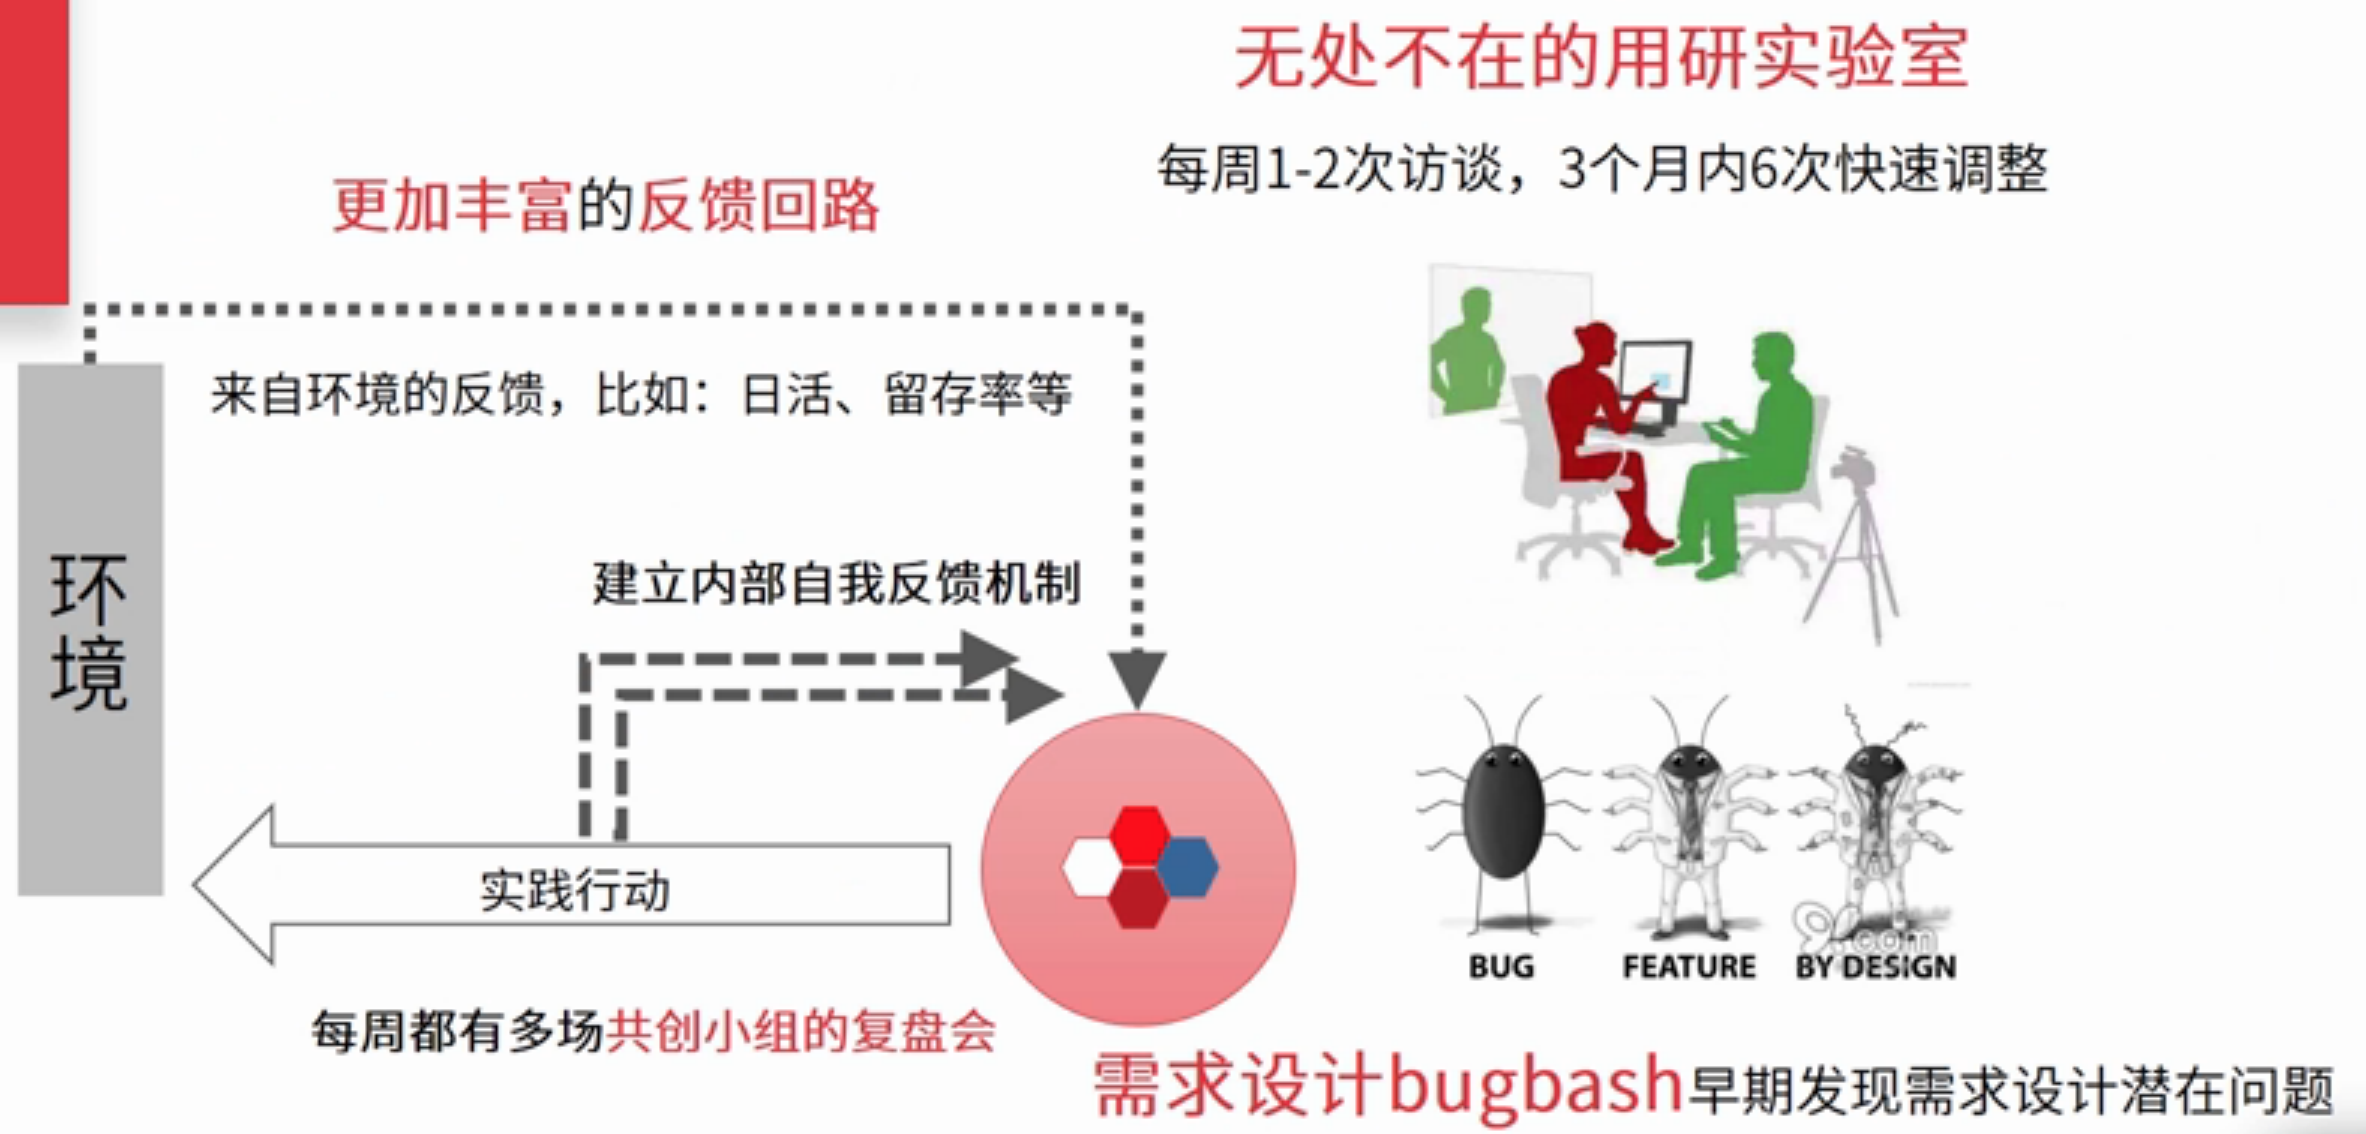 无处不在的用研实验室
每周1-2次访谈，3个月内6次快速调整
更加丰富的反馈回路
来自环境的反馈，比如：日活、留存率等
环
境
建立内部自我反馈机制
实践行动
每周都有多场共创小组的复盘会
BUG
FEATURE
BY DESIGN
.com
需求设计bugbash早期发现需求设计潜在问题